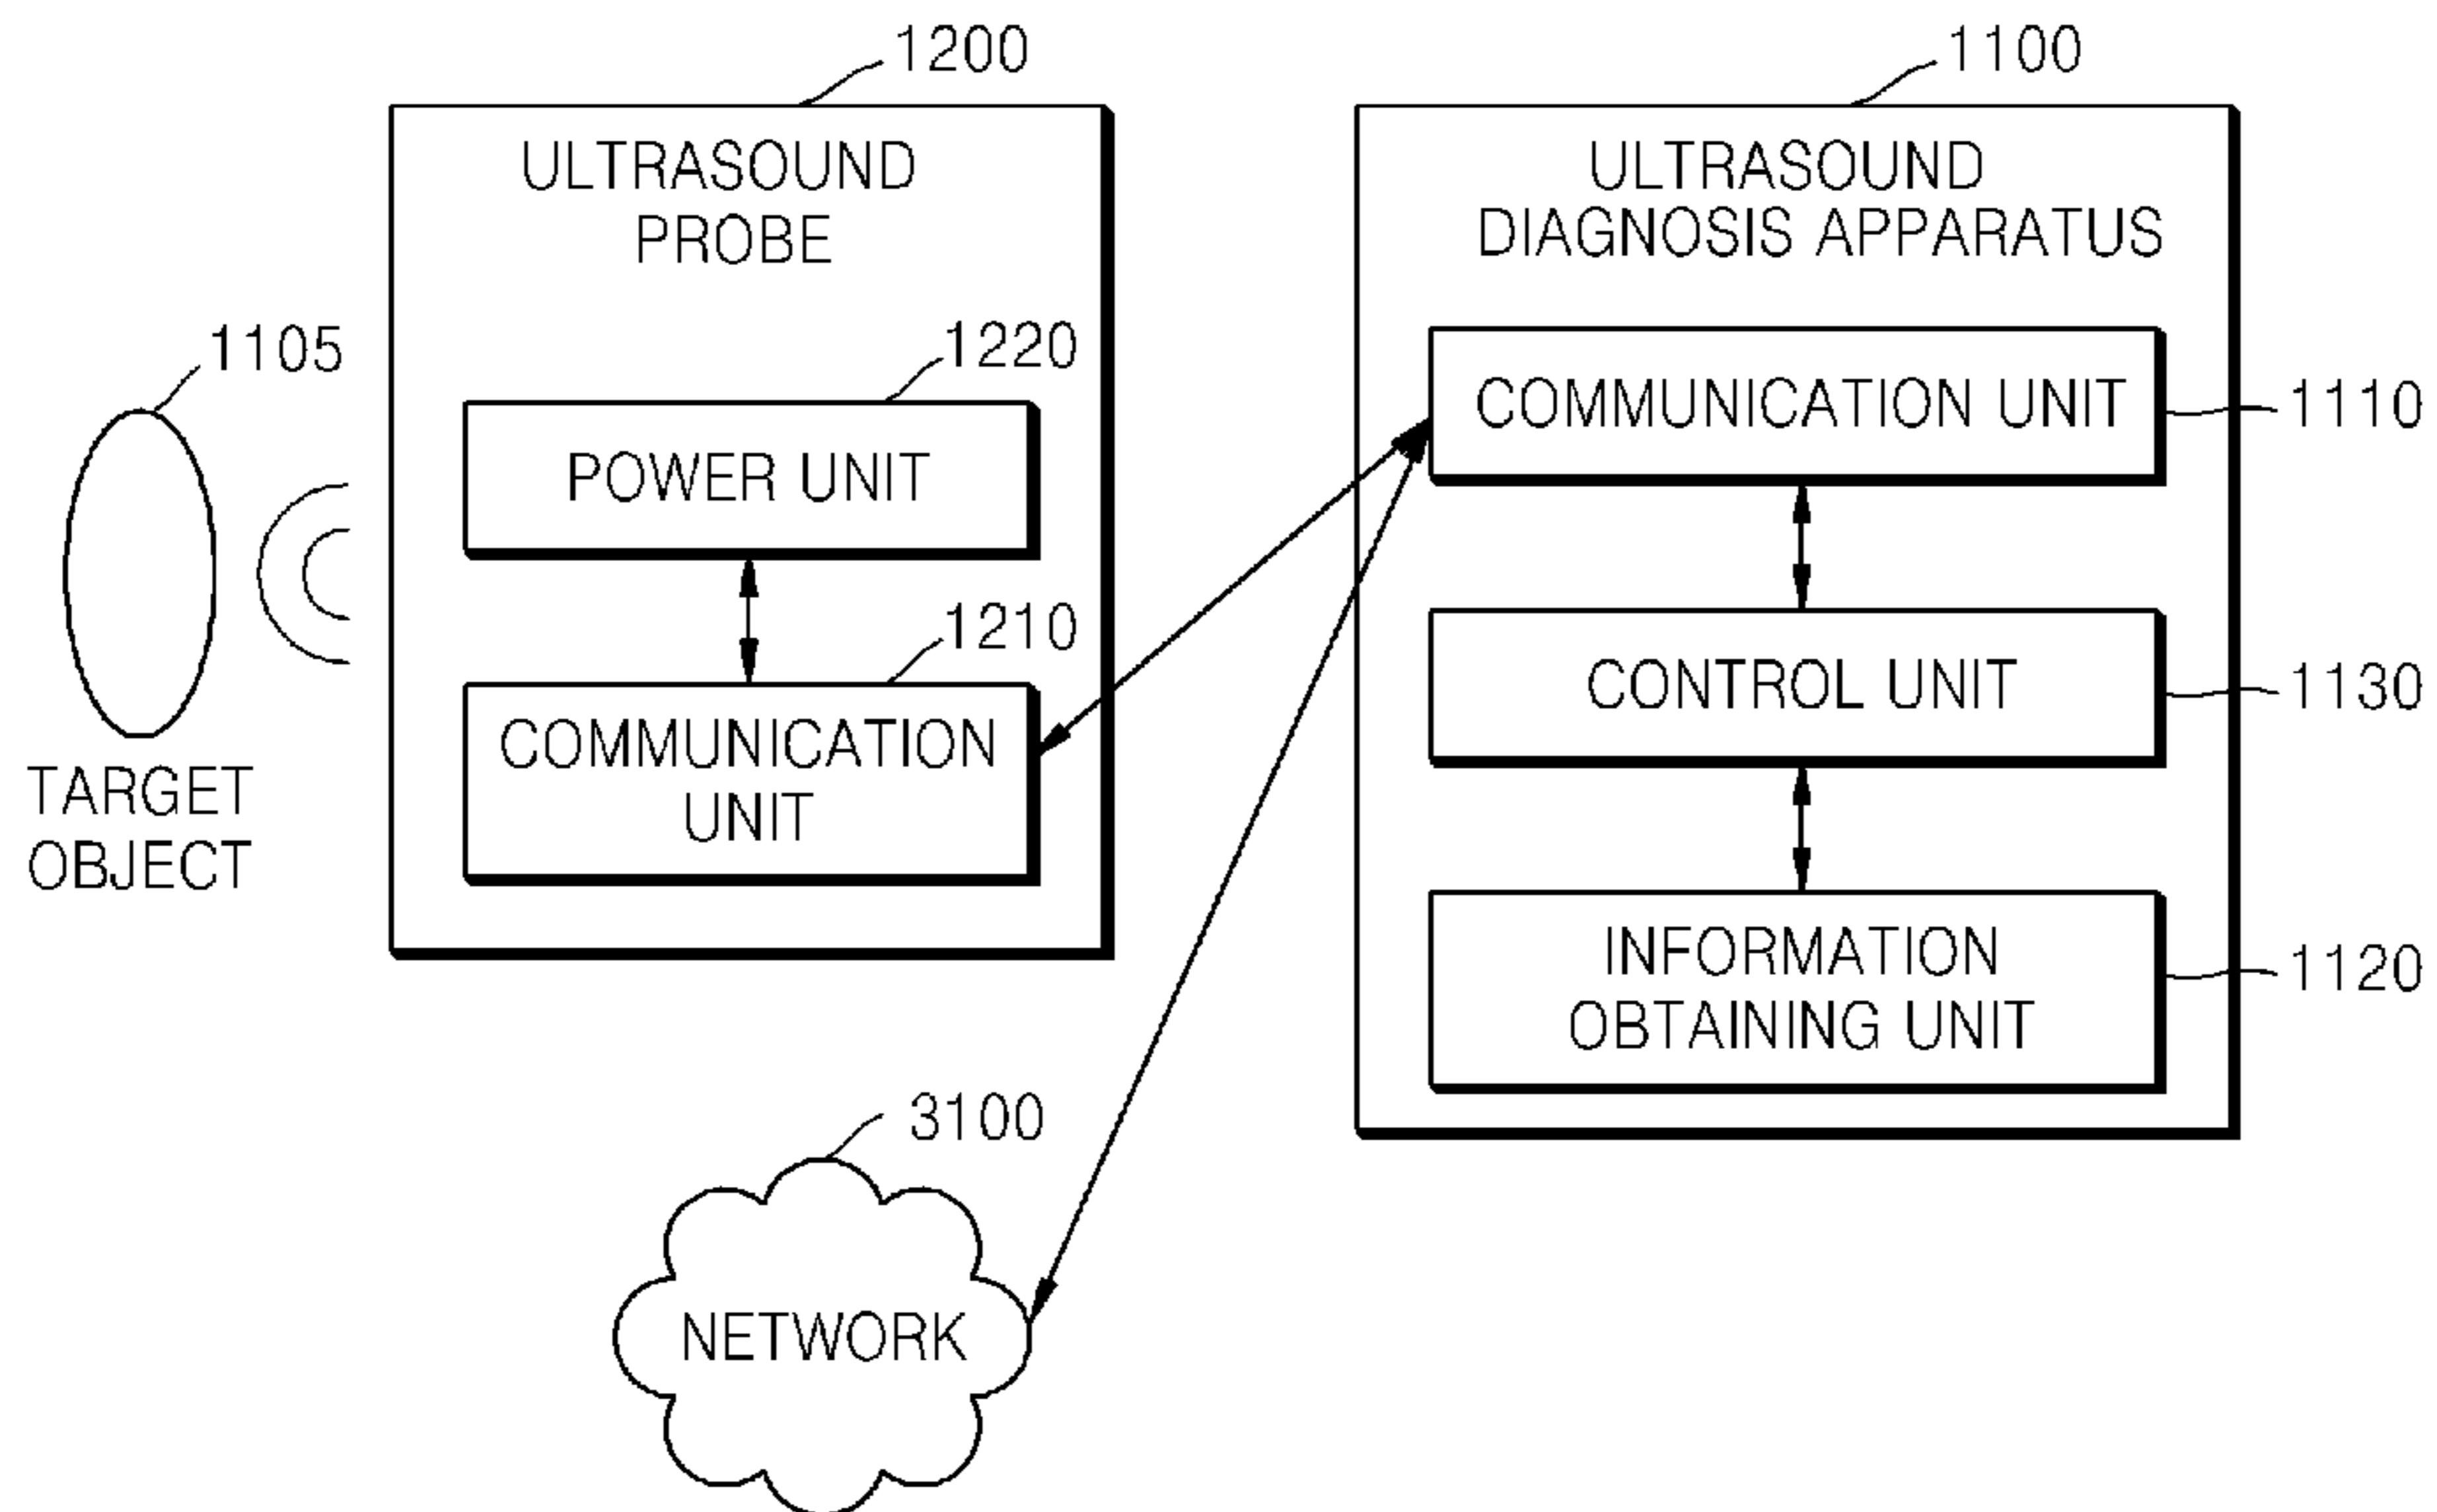 1200
1100
ULTRASOUND
PROBE
ULTRASOUND
DIAGNOSIS APPARATUS
1105
1220
POWER UNIT
COMMUNICATION UNIT
1110
1210
COMMUNICATION
UNIT
CONTROL UNIT
1130
TARGET
OBJECT
INFORMATION
OBTAINING UNIT
1120
3100
NETWORK